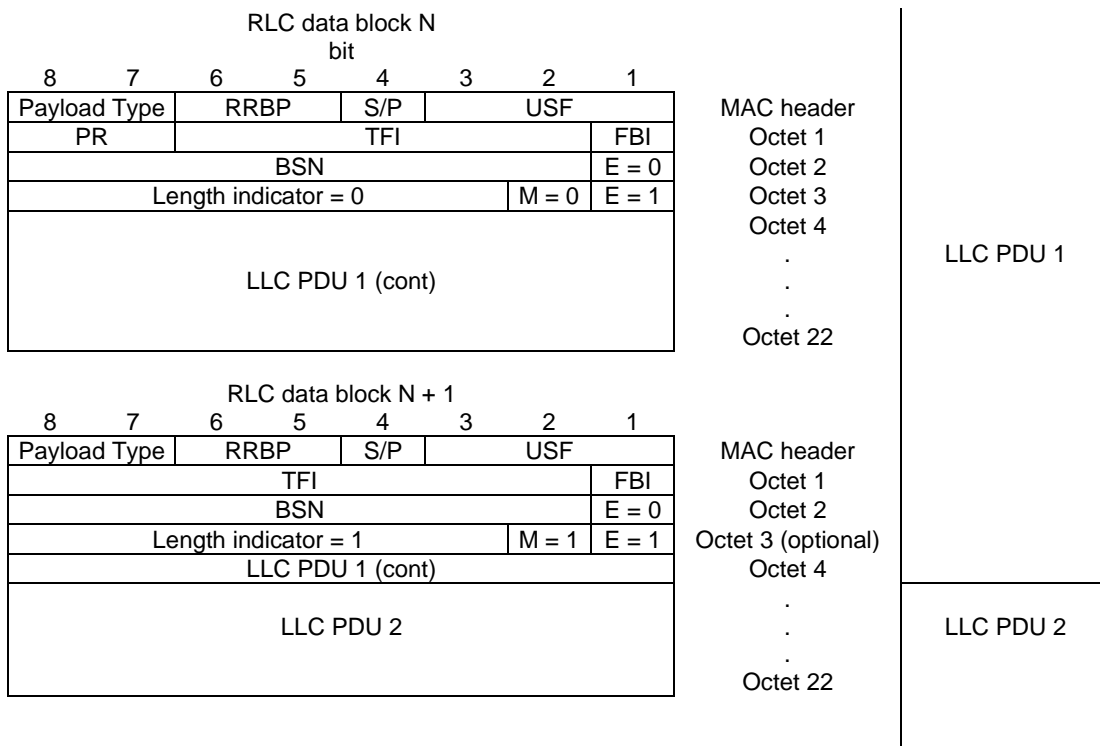 RLC data block N
bit
8 7 6 5 4 3 2 1
Payload Type RRBP S/P USF MAC header
PR TFI FBI Octet 1
BSN E = 0 Octet 2
Length indicator = 0 M = 0 E = 1 Octet 3
Octet 4
.
LLC PDU 1 (cont) . LLC PDU 1
.
Octet 22
RLC data block N + 1
8 7 6 5 4 3 2 1
Payload Type RRBP S/P USF MAC header
TFI FBI Octet 1
BSN E = 0 Octet 2
Length indicator = 1 M = 1 E = 1 Octet 3 (optional)
LLC PDU 1 (cont) Octet 4
.
LLC PDU 2 . LLC PDU 2
.
Octet 22